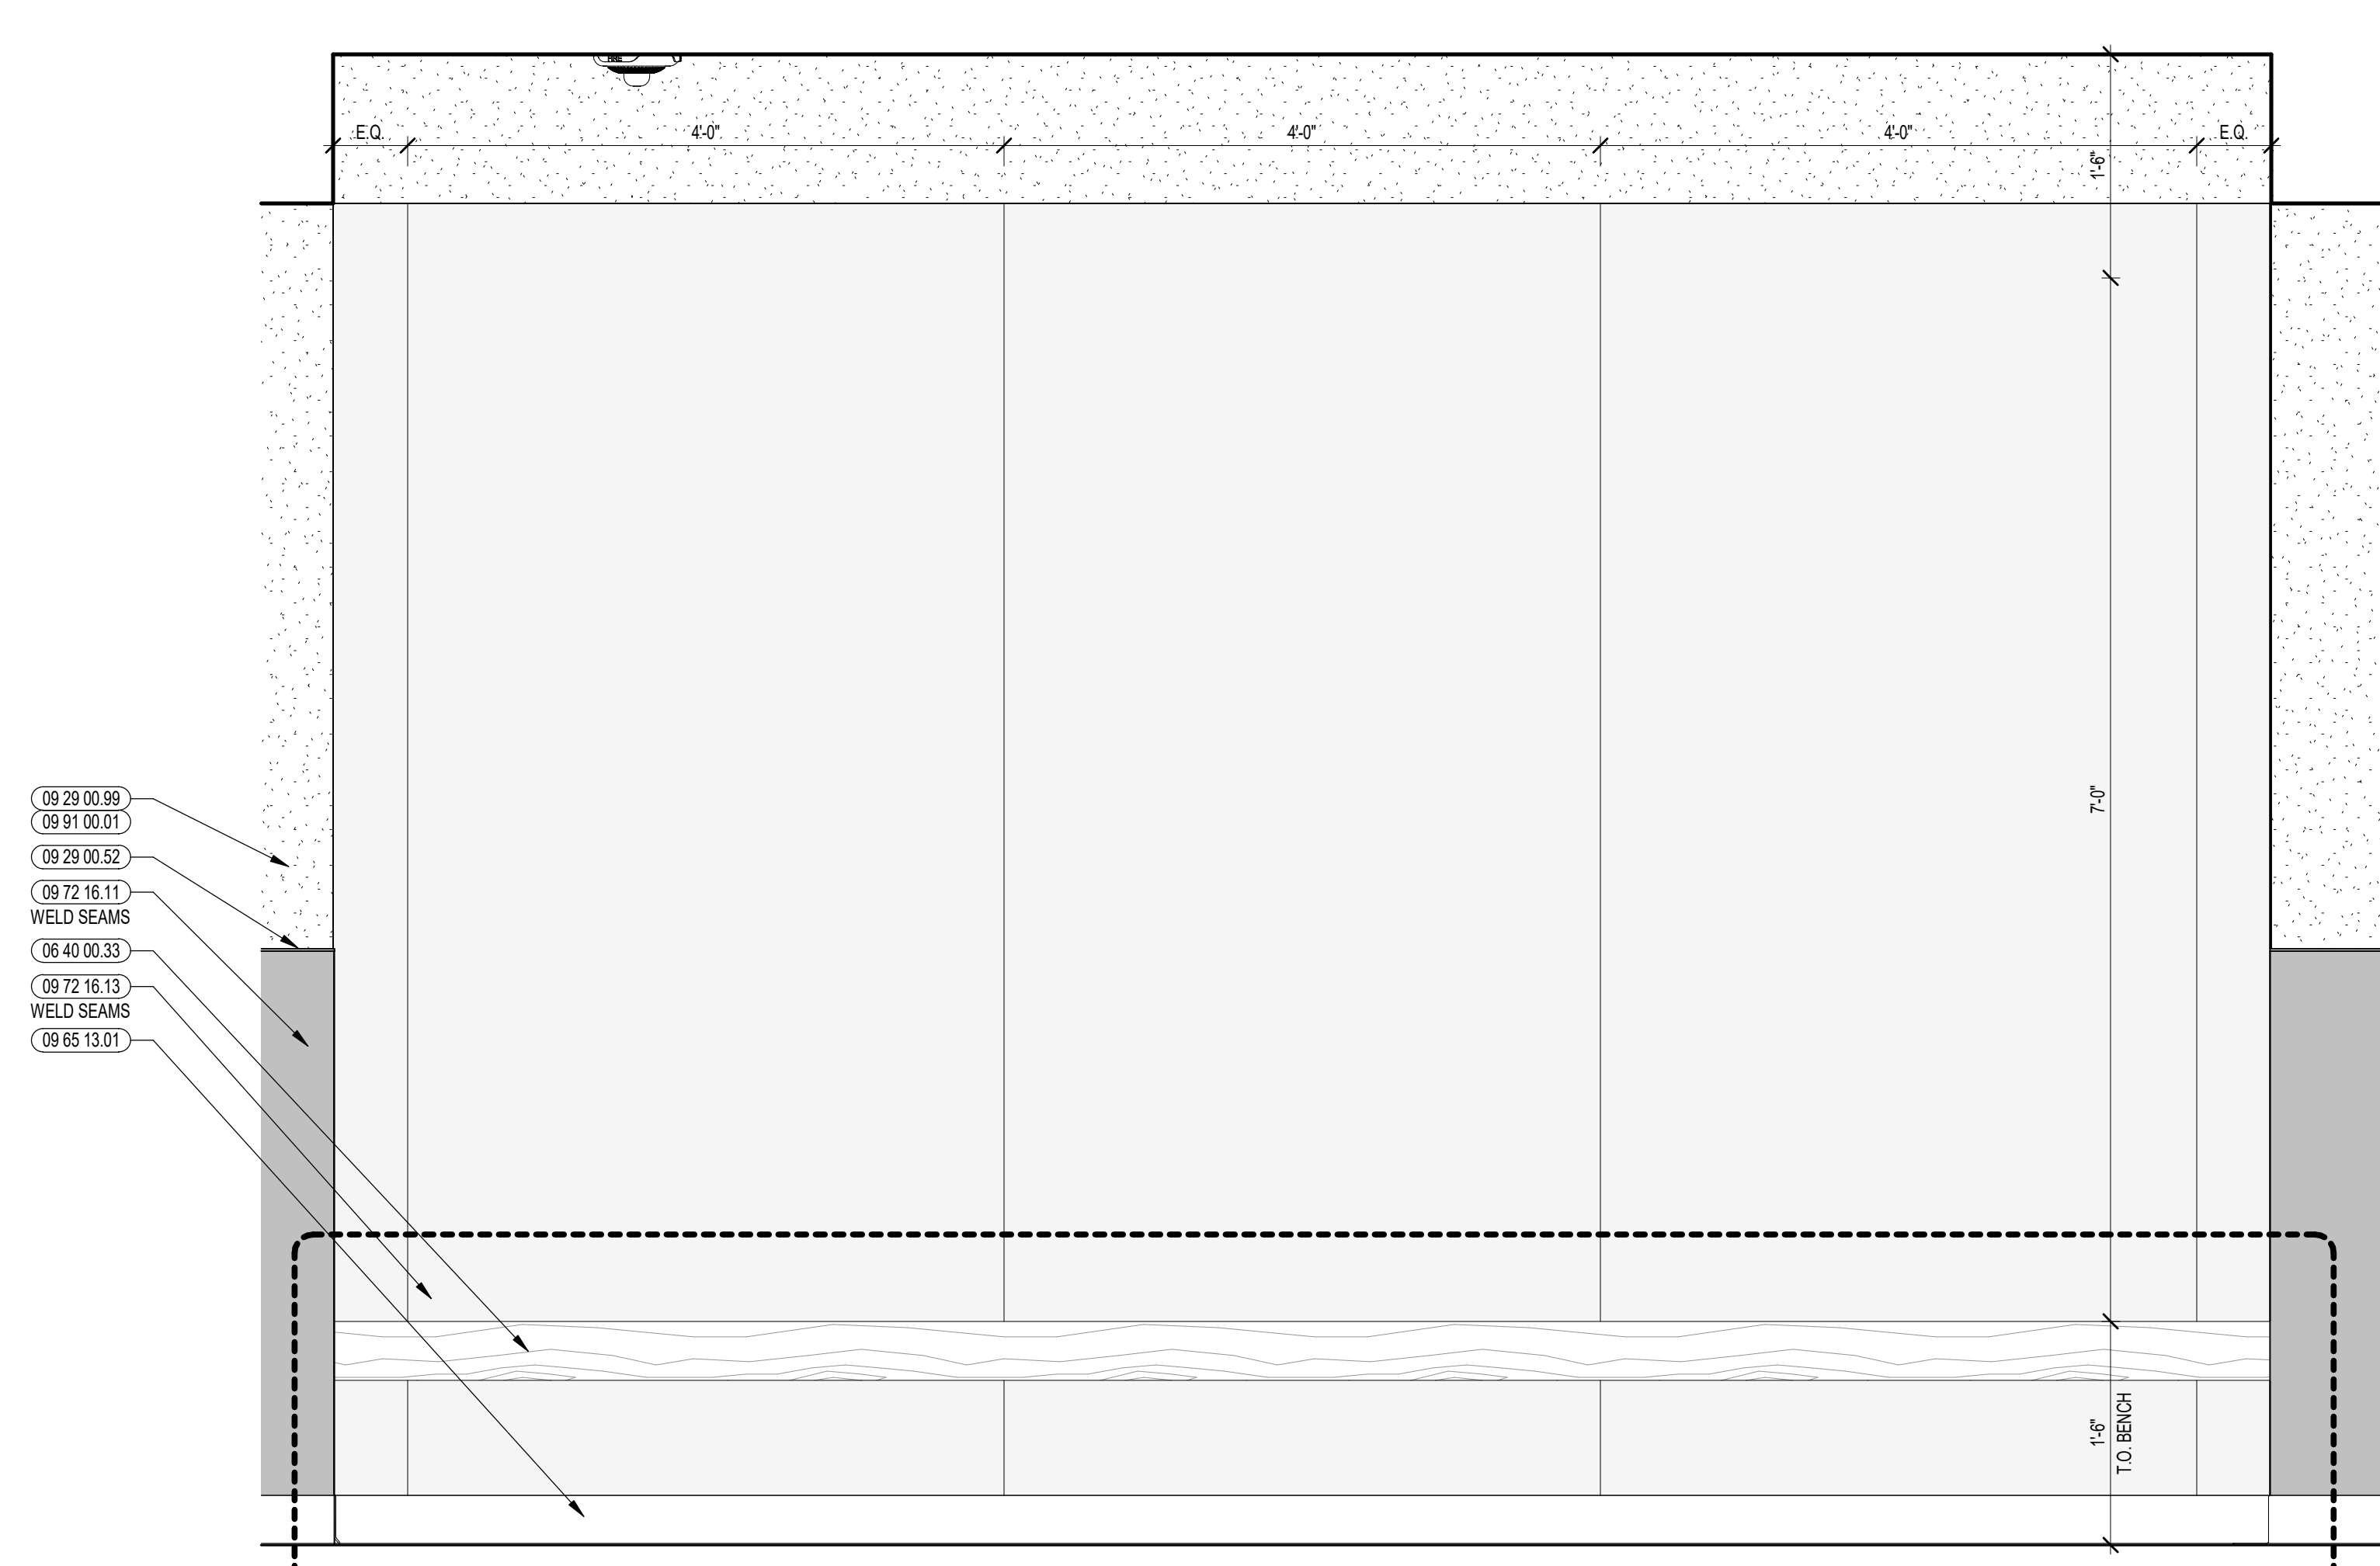 E.Q.
4'-0"
4'-0"
4'-0"
E.Q.
1'-6"
7'-0"
09 29 00.99
09 91 00.01
09 29 00.52
09 72 16.11
WELD SEAMS
06 40 00.33
09 72 16.13
WELD SEAMS
09 65 13.01
1'-6"
T.O. BENCH